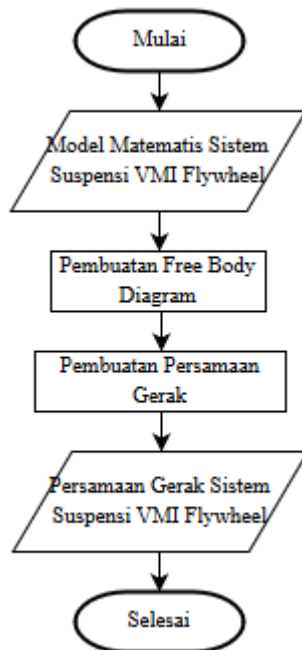 Mulai
Model Matematis Sistem
Suspensi VMI Flywheel
Pembuatan Free Body
Diagram
Pembuatan Persamaan
Gerak
Persamaan Gerak Sistem
Suspensi VMI Flywheel
Selesai